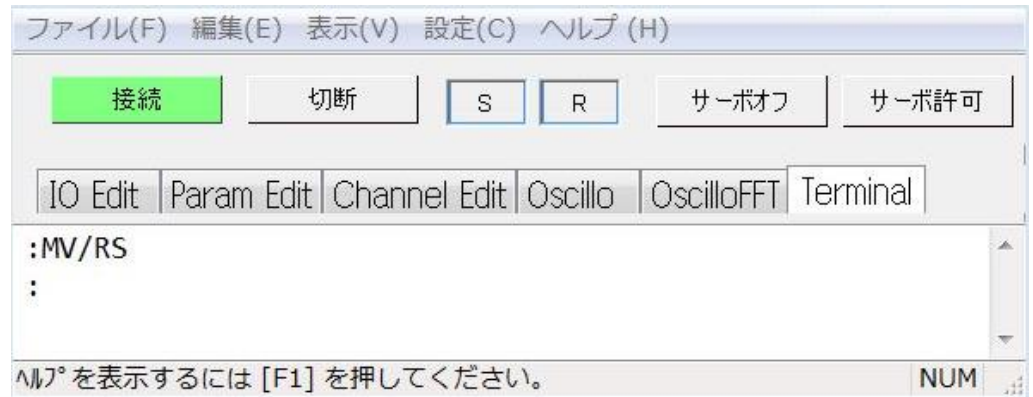 ファイル(F) 編集(E) 表示(V) 設定(C) ヘルプ (H)
接続 切断 S R サーボオフ サーボ許可
IO Edit Param Edit Channel Edit Oscillo OscilloFFT Terminal
:MV/RS
:
ﾍﾙﾌﾟを表示するには [F1] を押してください。 NUM